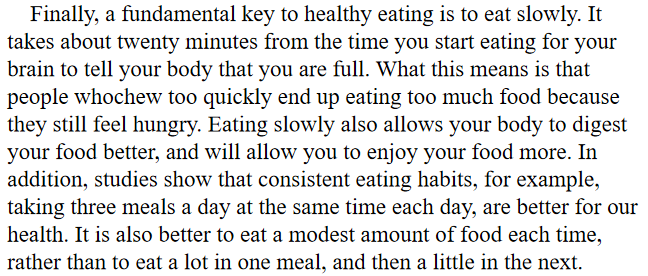 Finally, a fundamental key to healthy eating is to eat slowly. It
takes about twenty minutes from the time you start eating for your
brain to tell your body that you are full. What this means is that
people whochew too quickly end up eating too much food because
they still feel hungry. Eating slowly also allows your body to digest
your food better, and will allow you to enjoy your food more. In
addition, studies show that consistent eating habits, for example,
taking three meals a day at the same time each day, are better for our
health. It is also better to eat a modest amount of food each time,
rather than to eat a lot in one meal, and then a little in the next.